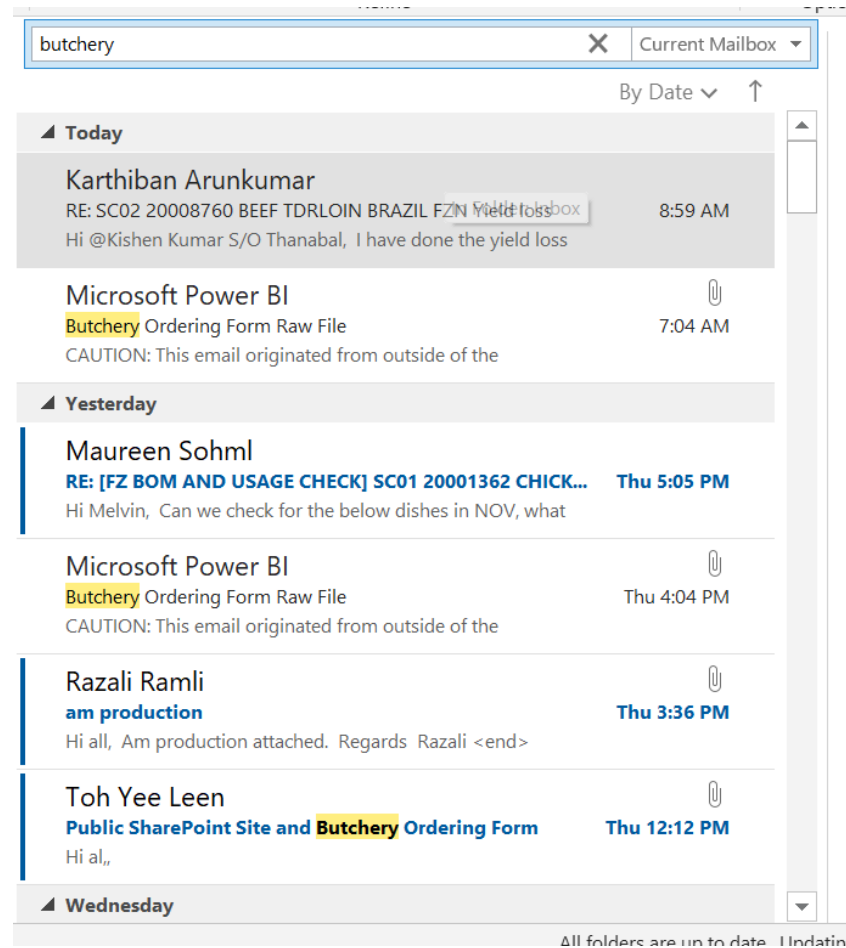 butchery
Current Mailbox
By Date
Today
Karthiban Arunkumar
RE: SC02 20008760 BEEF TDRLOIN BRAZIL FZN Yield loss
8:59 AM
Hi @Kishen Kumar S/O Thanabal, I have done the yield loss
Microsoft Power BI
Butchery Ordering Form Raw File
7:04 AM
CAUTION: This email originated from outside of the
Yesterday
Maureen Sohml
RE: [FZ BOM AND USAGE CHECK] SC01 20001362 CHICK...
Thu 5:05 PM
Hi Melvin, Can we check for the below dishes in NOV, what
Microsoft Power BI
Butchery Ordering Form Raw File
Thu 4:04 PM
CAUTION: This email originated from outside of the
Razali Ramli
am production
Thu 3:36 PM
Hi all, Am production attached. Regards Razali <end>
Toh Yee Leen
Public SharePoint Site and Butchery Ordering Form
Thu 12:12 PM
Hi al,,
Wednesday
All folders are up to date.